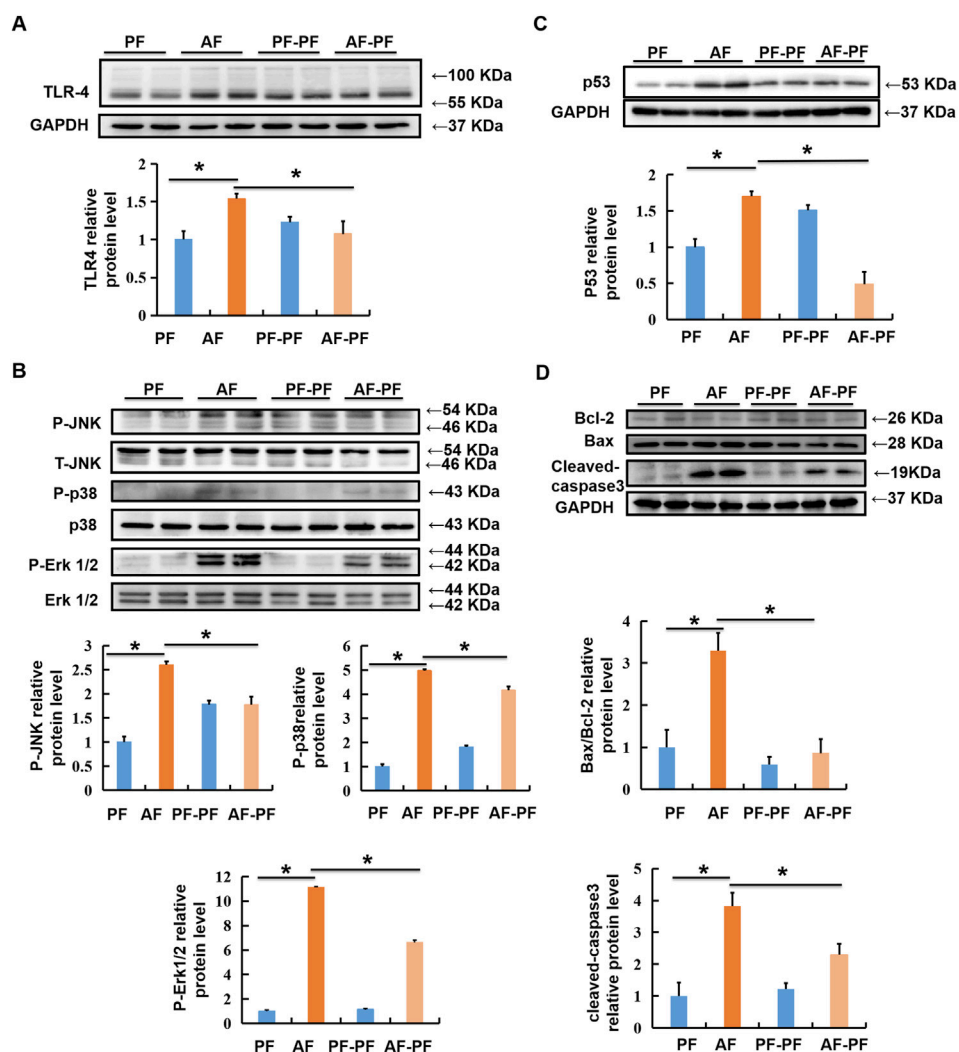 A
PF AF PF-PF AF-PF
TLR-4
←100 KDa
←55 KDa
GAPDH
←37 KDa
TLR4 relative
protein level
2
1.5
1
0.5
0
* *
PF AF PF-PF AF-PF
C
PF AF PF-PF AF-PF
p53
←53 KDa
GAPDH
←37 KDa
P53 relative
protein level
2
1.5
1
0.5
0
* *
PF AF PF-PF AF-PF
B
PF AF PF-PF AF-PF
P-JNK
←54 KDa
←46 KDa
T-JNK
←54 KDa
←46 KDa
P-p38
←43 KDa
p38
←43 KDa
P-Erk 1/2
←44 KDa
←42 KDa
Erk 1/2
←44 KDa
←42 KDa
P-JNK relative
protein level
3
2.5
2
1.5
1
0.5
0
* *
PF AF PF-PF AF-PF
P-p38relative
protein level
6
5
4
3
2
1
0
* *
PF AF PF-PF AF-PF
P-Erk1/2 relative
protein level
12
10
8
6
4
2
0
* *
PF AF PF-PF AF-PF
D
PF AF PF-PF AF-PF
Bcl-2
←26 KDa
Bax
←28 KDa
Cleaved-
caspase3
←19KDa
GAPDH
←37 KDa
Bax/Bcl-2 relative
protein level
4
3
2
1
0
* *
PF AF PF-PF AF-PF
cleaved-caspase3
relative protein level
5
4
3
2
1
0
* *
PF AF PF-PF AF-PF